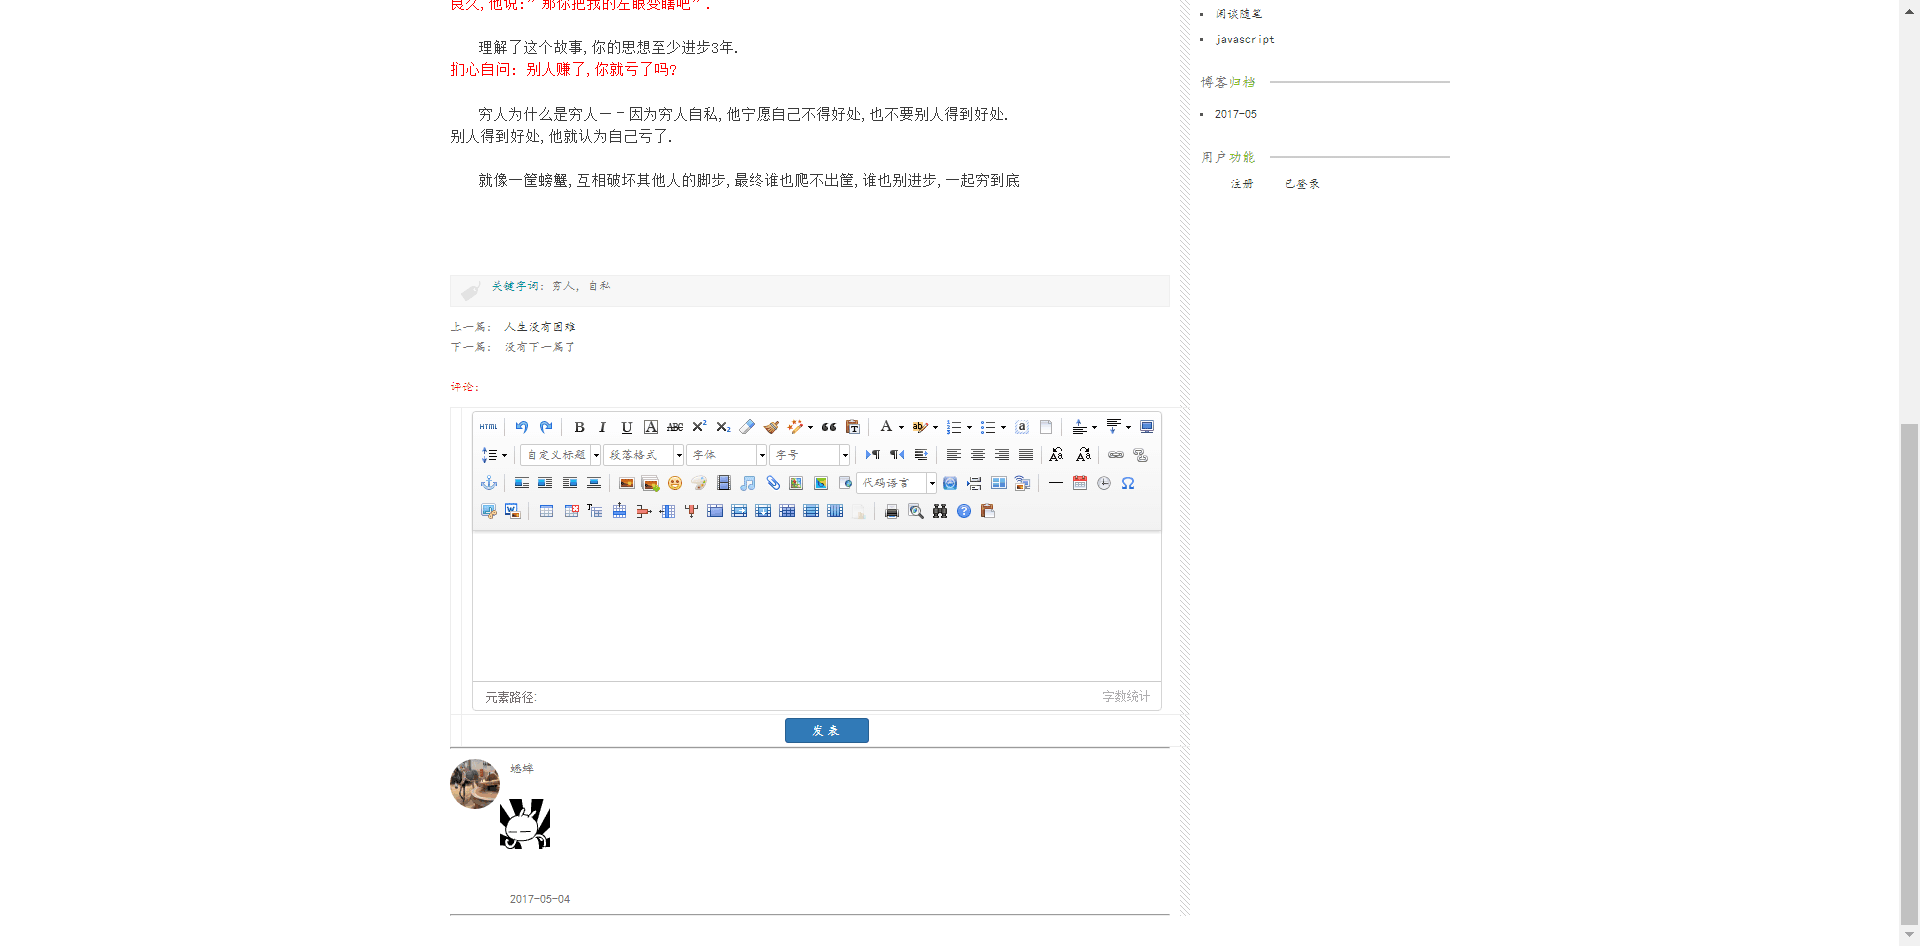 良久,他说:"那你把我的左眼变瞎吧".
理解了这个故事,你的思想至少进步3年.
扪心自问: 别人赚了,你就亏了吗?
穷人为什么是穷人－－因为穷人自私,他宁愿自己不得好处,也不要别人得到好处.
别人得到好处,他就认为自己亏了.
就像一筐螃蟹,互相破坏其他人的脚步,最终谁也爬不出筐,谁也别进步,一起穷到底
关键字词: 穷人, 自私
上一篇: 人生没有困难
下一篇: 没有下一篇了
评论:
HTML
自定义标题 段落格式 字体 字号
代码语言
元素路径: 字数统计
发表
2017-05-04
闲谈随笔
javascript
博客归档
2017-05
用户功能
注册 已登录